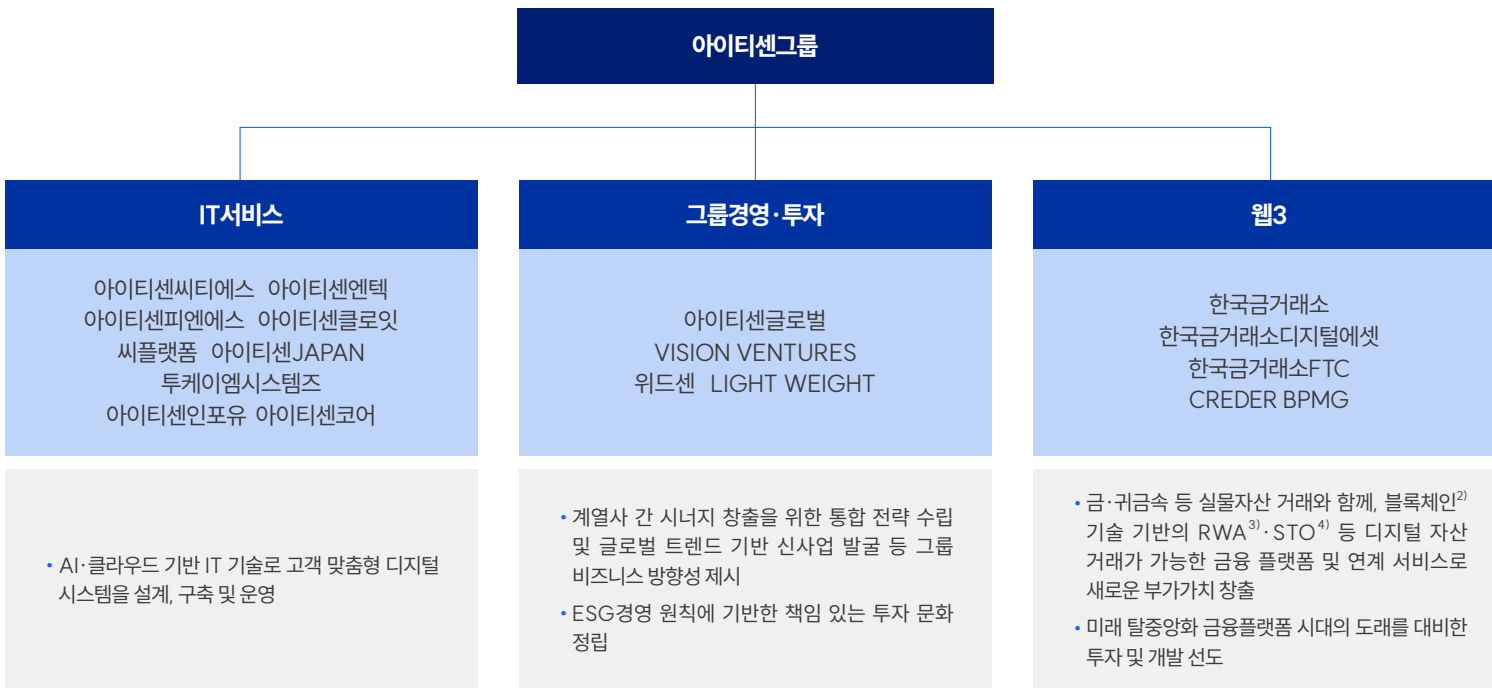 아이티센그룹
IT서비스
아이티센씨티에스 아이티센엔텍
아이티센피엔에스 아이티센클로잇
씨플랫폼 아이티센JAPAN
투케이엠시스템즈
아이티센인포유 아이티센코어
• AI·클라우드 기반 IT 기술로 고객 맞춤형 디지털
시스템을 설계, 구축 및 운영
그룹경영·투자
아이티센글로벌
VISION VENTURES
위드센 LIGHT WEIGHT
• 계열사 간 시너지 창출을 위한 통합 전략 수립
및 글로벌 트렌드 기반 신사업 발굴 등 그룹
비즈니스 방향성 제시
• ESG경영 원칙에 기반한 책임 있는 투자 문화
정립
웹3
한국금거래소
한국금거래소디지털에셋
한국금거래소FTC
CREDER BPMG
• 금·귀금속 등 실물자산 거래와 함께, 블록체인2)
기술 기반의 RWA3)·STO4) 등 디지털 자산
거래가 가능한 금융 플랫폼 및 연계 서비스로
새로운 부가가치 창출
• 미래 탈중앙화 금융플랫폼 시대의 도래를 대비한
투자 및 개발 선도